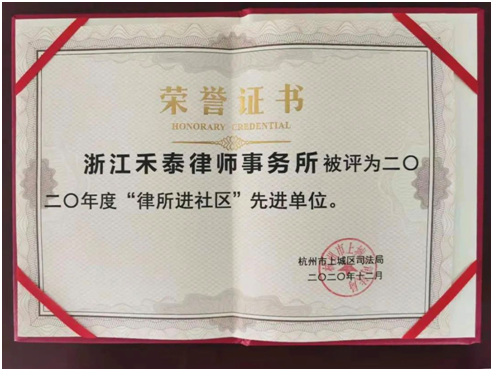 荣誉证书
HONORARY CREDENTIAL
浙江禾泰律师事务所被评为二〇
二〇年度“律所进社区”先进单位。
杭州市上城区司法局
二〇二〇年十二月